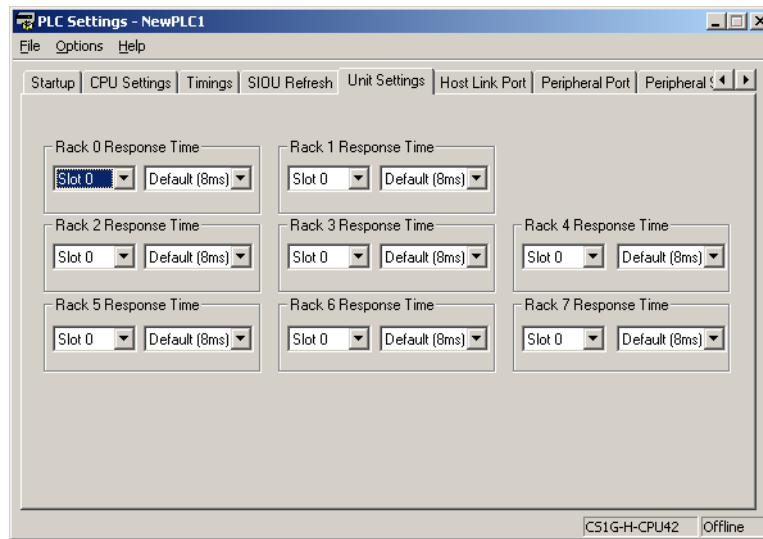 PLC Settings - NewPLC1
File Options Help
Startup CPU Settings Timings SIOU Refresh Unit Settings Host Link Port Peripheral Port Peripheral
Rack 0 Response Time Rack 1 Response Time
Slot 0 Default (8ms) Slot 0 Default (8ms)
Rack 2 Response Time Rack 3 Response Time Rack 4 Response Time
Slot 0 Default (8ms) Slot 0 Default (8ms) Slot 0 Default (8ms)
Rack 5 Response Time Rack 6 Response Time Rack 7 Response Time
Slot 0 Default (8ms) Slot 0 Default (8ms) Slot 0 Default (8ms)
CS1G-H-CPU42 Offline